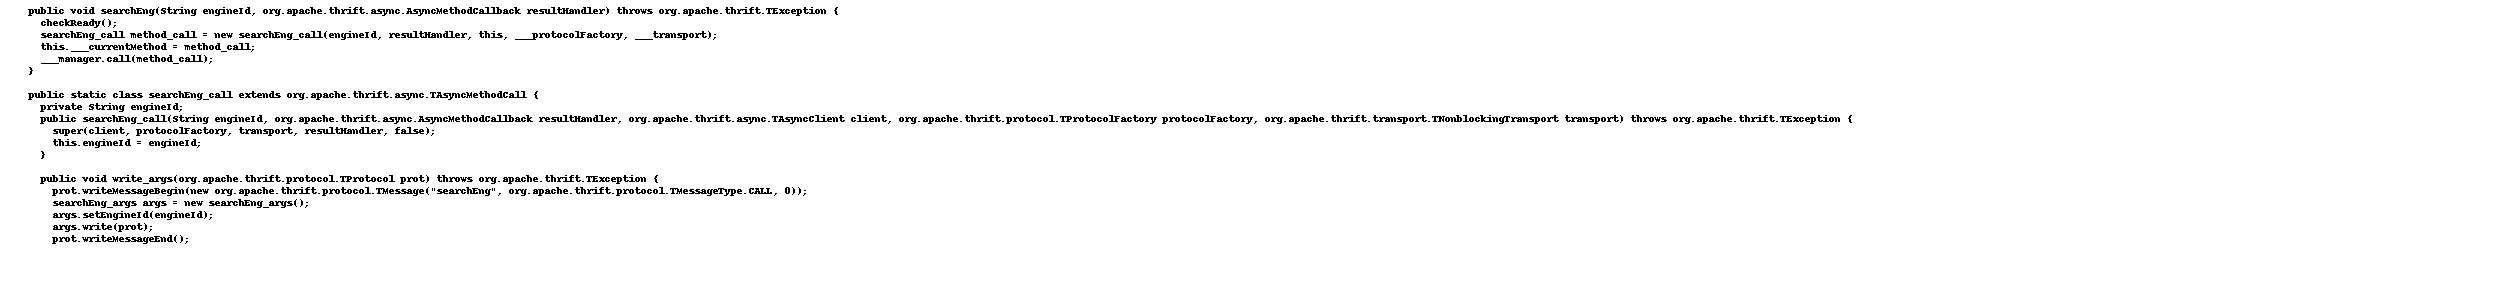 public void searchEng(String engineId, org.apache.thrift.async.AsyncMethodCallback resultHandler) throws org.apache.thrift.TException {
checkReady();
searchEng_call method_call = new searchEng_call(engineId, resultHandler, this, ___protocolFactory, ___transport);
this.___currentMethod = method_call;
___manager.call(method_call);
}
public static class searchEng_call extends org.apache.thrift.async.TAsyncMethodCall {
private String engineId;
public searchEng_call(String engineId, org.apache.thrift.async.AsyncMethodCallback resultHandler, org.apache.thrift.async.TAsyncClient client, org.apache.thrift.protocol.TProtocolFactory protocolFactory, org.apache.thrift.transport.TNonblockingTransport transport) throws org.apache.thrift.TException {
super(client, protocolFactory, transport, resultHandler, false);
this.engineId = engineId;
}
public void write_args(org.apache.thrift.protocol.TProtocol prot) throws org.apache.thrift.TException {
prot.writeMessageBegin(new org.apache.thrift.protocol.TMessage("searchEng", org.apache.thrift.protocol.TMessageType.CALL, 0));
searchEng_args args = new searchEng_args();
args.setEngineId(engineId);
args.write(prot);
prot.writeMessageEnd();